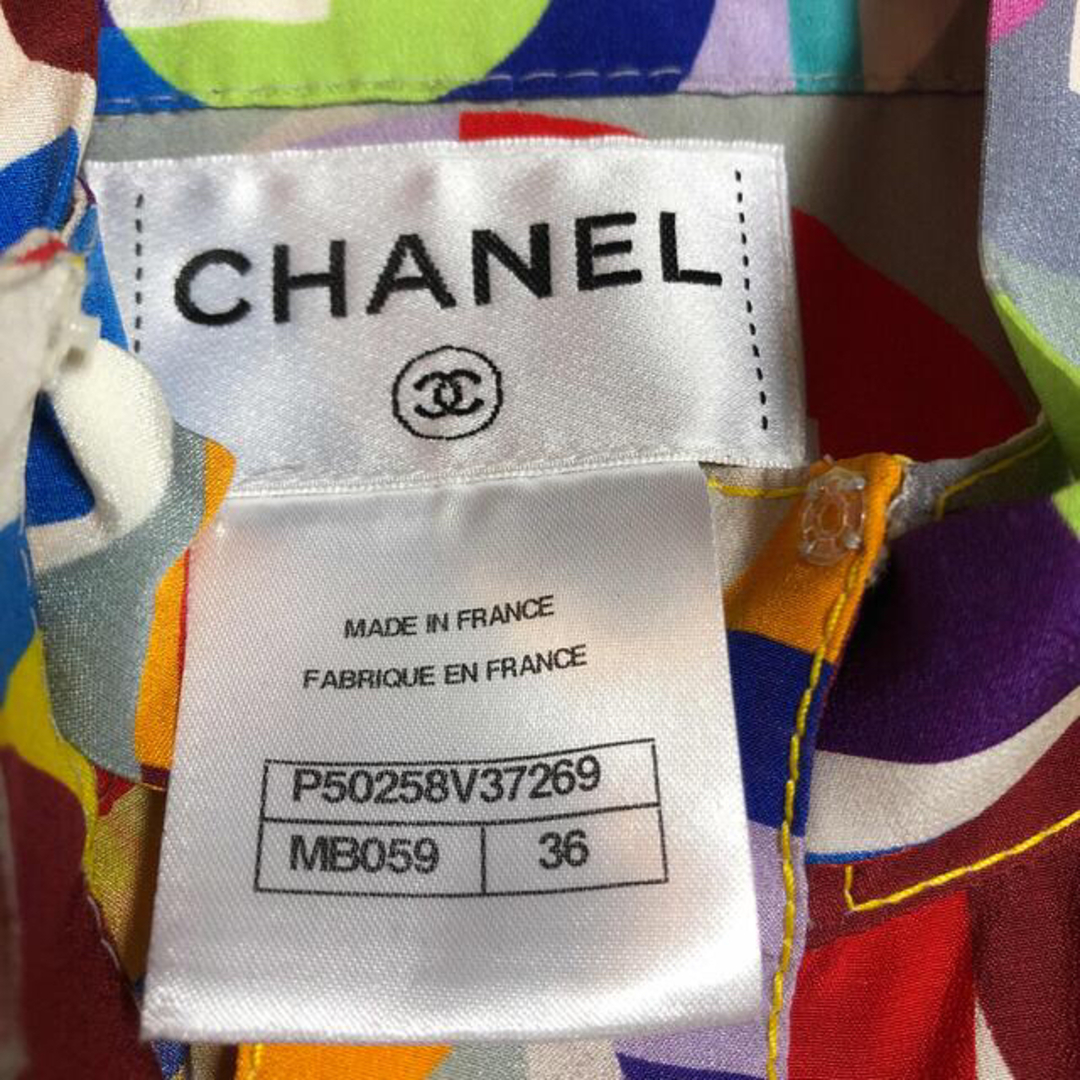 CHANEL
MADE IN FRANCE
FABRIQUE EN FRANCE
P50258V37269
MB059 36